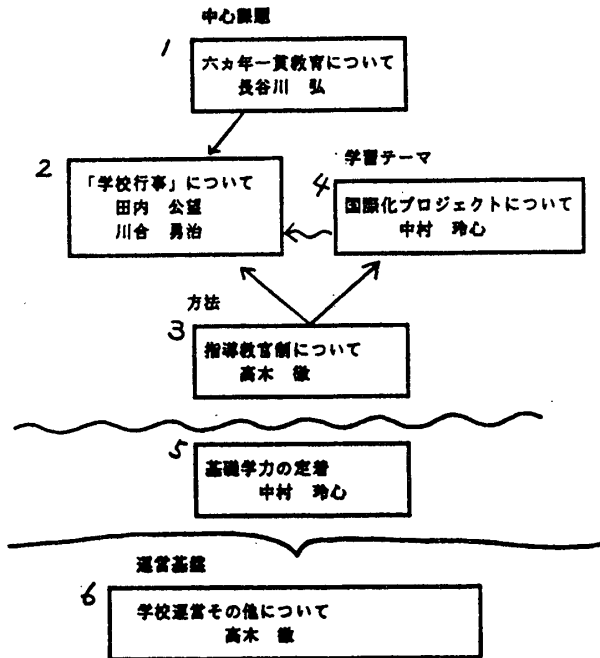 中心課題
1
六ヵ年一貫教育について
長谷川 弘
2
「学校行事」について
田内 公望
川合 勇治
学習テーマ
4
国際化プロジェクトについて
中村 玲心
方法
3
指導教官制について
高木 徹
5
基礎学力の定着
中村 玲心
運営基盤
6
学校運営その他について
高木 徹